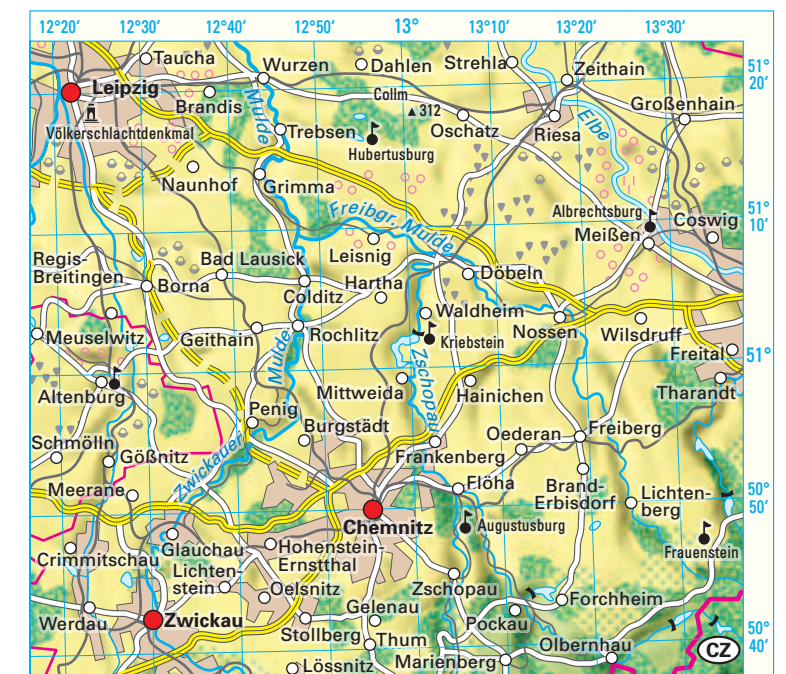 12°20' 12°30' 12°40' 12°50' 13° 13°10' 13°20' 13°30'
Taucha
Wurzen
Dahlen
Strehla
Zeithain
51°
20'
Leipzig
Brandis
Mulde
Collm
312
Großenhain
Völkerschlachtdenkmal
Trebsen
Oschatz
Riesa
Elbe
Hubertusburg
Naunhof
Grimma
Freibgr. Mulde
Albrechtsburg
Coswig
51°
10'
Meißen
Regis-
Breitingen
Bad Lausick
Leisnig
Borna
Hartha
Döbeln
Colditz
Waldheim
Meuselwitz
Geithain
Mulde
Rochlitz
Kriebstein
Nossen
Wilsdruff
Freital
51°
Zschopau
Altenburg
Mittweida
Hainichen
Tharandt
Penig
Burgstädt
Oederan
Freiberg
Schmölln
Gößnitz
Zwickauer
Frankenberg
Meerane
Flöha
Brand-
Erbisdorf
Lichten-
berg
50°
50'
Chemnitz
Augustusburg
Frauenstein
Crimmitschau
Glauchau
Hohenstein-
Ernstthal
Lichten-
stein
Oelsnitz
Zschopau
Forchheim
Werdau
Zwickau
Gelenau
Pockau
Stollberg
Thum
Olbernhau
50°
40'
Lössnitz
Marienberg
CZ